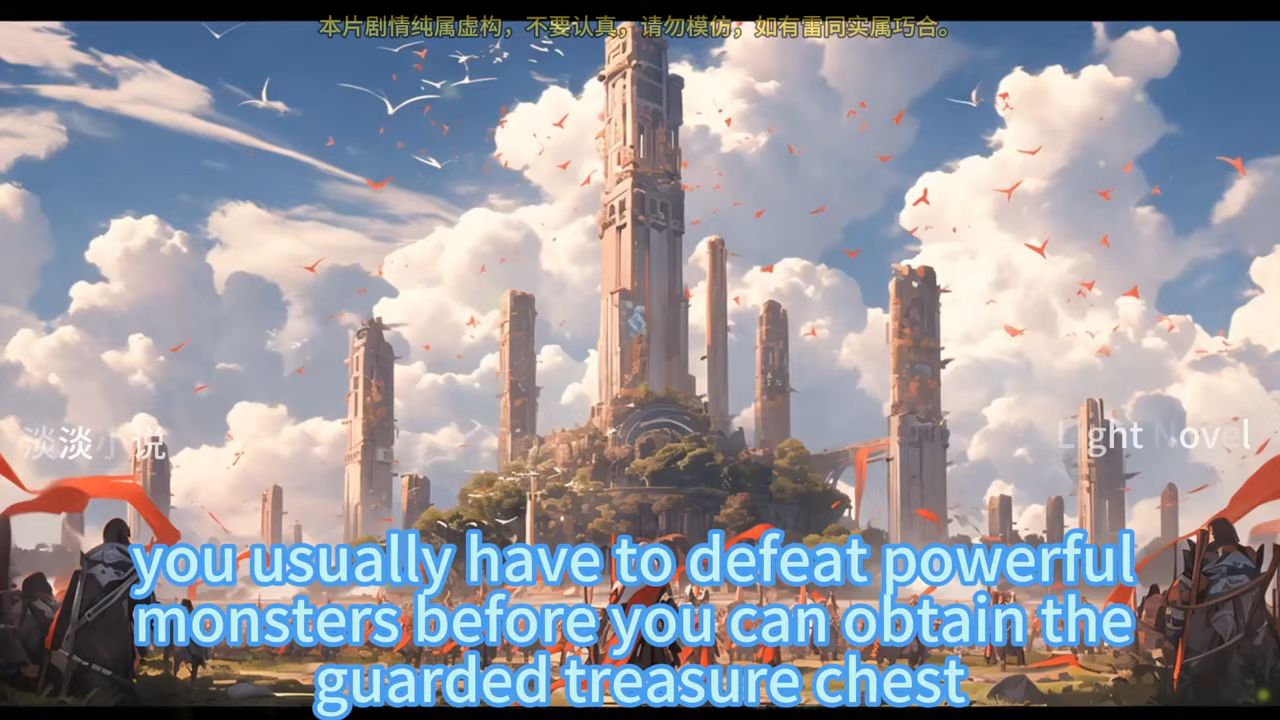 本片剧情纯属虚构，不要认真，请勿模仿，如有雷同实属巧合。
淡淡小说
Light Novel
you usually have to defeat powerful
monsters before you can obtain the
guarded treasure chest